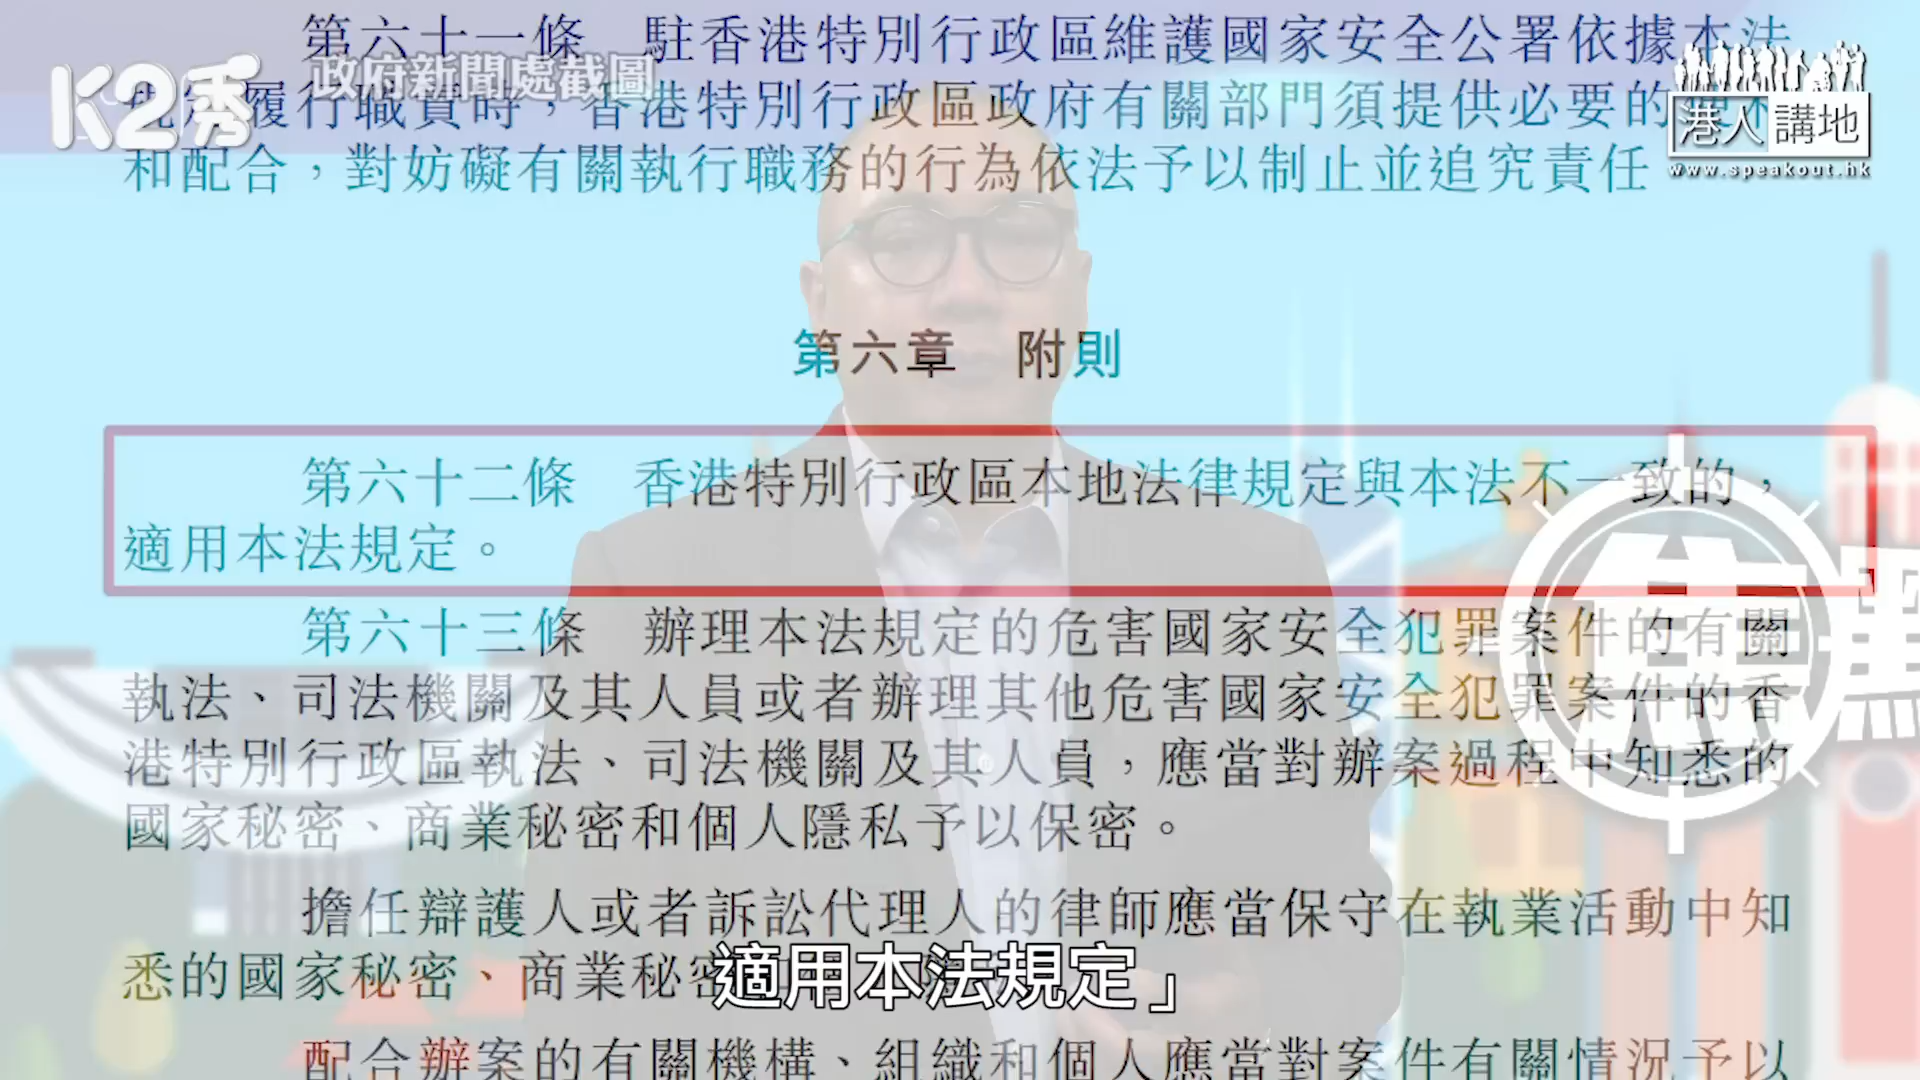 第六十一條 駐香港特別行政區維護國家安全公署依據本法
K2秀
政府新聞處截圖
規定履行職責時，香港特別行政區政府有關部門須提供必要的便利
港人講地
www.speakout.hk
和配合，對妨礙有關執行職務的行為依法予以制止並追究責任
第六章 附則
第六十二條 香港特別行政區本地法律規定與本法不一致的，
適用本法規定。
焦點
第六十三條 辦理本法規定的危害國家安全犯罪案件的有關
執法、司法機關及其人員或者辦理其他危害國家安全犯罪案件的香
港特別行政區執法、司法機關及其人員，應當對辦案過程中知悉的
國家秘密、商業秘密和個人隱私予以保密。
擔任辯護人或者訴訟代理人的律師應當保守在執業活動中知
悉的國家秘密、商業秘密
適用本法規定」
配合辦案的有關機構、組織和個人應當對案件有關情況予以